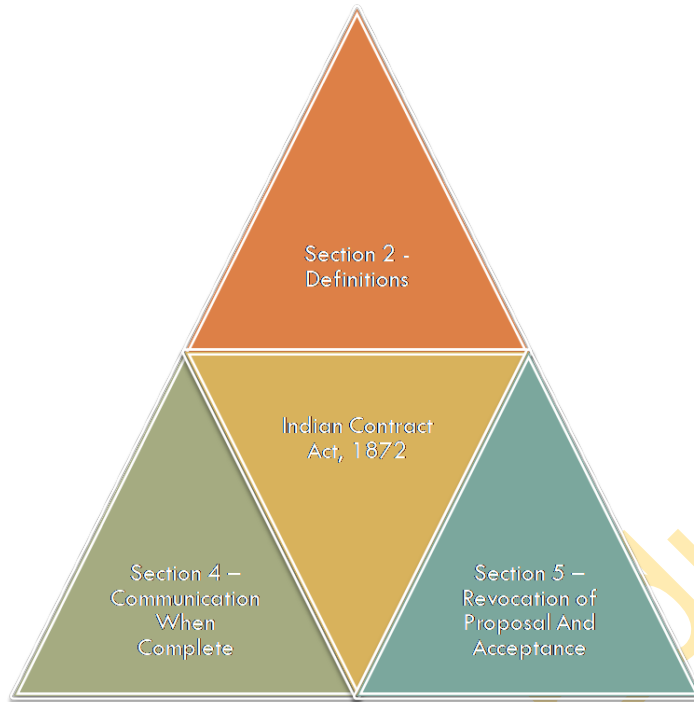 Section 2 -
Definitions
Indian Contract
Act, 1872
Section 4 –
Communication
When
Complete
Section 5 –
Revocation of
Proposal And
Acceptance